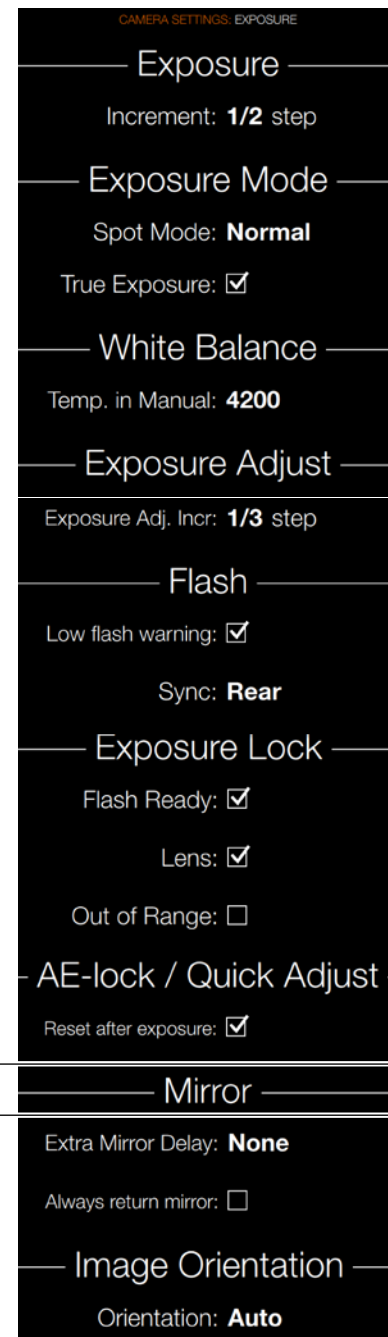 CAMERA SETTINGS: EXPOSURE
Exposure
Increment: 1/2 step
Exposure Mode
Spot Mode: Normal
True Exposure:
White Balance
Temp. in Manual: 4200
Exposure Adjust
Exposure Adj. Incr: 1/3 step
Flash
Low flash warning:
Sync: Rear
Exposure Lock
Flash Ready:
Lens:
Out of Range:
AE-lock / Quick Adjust
Reset after exposure:
Mirror
Extra Mirror Delay: None
Always return mirror:
Image Orientation
Orientation: Auto